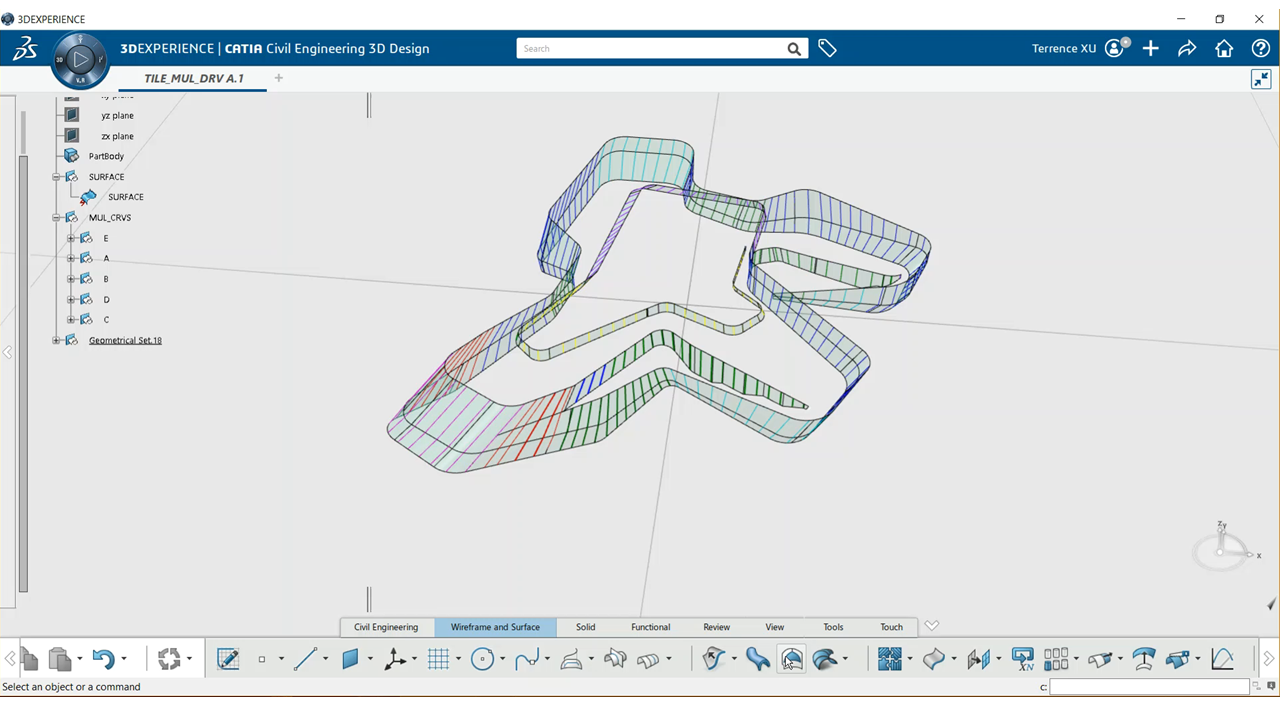 3DEXPERIENCE
3DEXPERIENCE | CATIA Civil Engineering 3D Design
Search
Terrence XU
TILE_MUL_DRV A.1
yz plane
zx plane
PartBody
SURFACE
SURFACE
MUL_CRVS
E
A
B
D
C
Geometrical Set.18
x
Civil Engineering
Wireframe and Surface
Solid
Functional
Review
View
Tools
Touch
Select an object or a command
c: